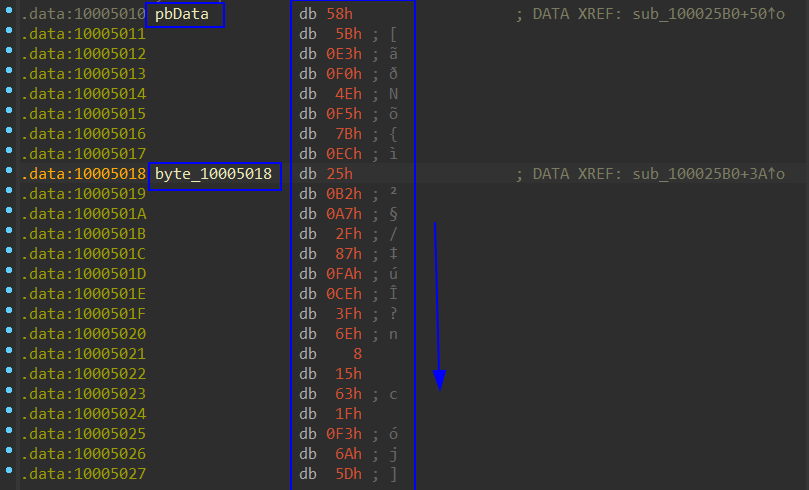 .data:10005010 pbData db 58h ; DATA XREF: sub_100025B0+50↑o
.data:10005011 db 5Bh ; [
.data:10005012 db 0E3h ; ã
.data:10005013 db 0F0h ; ð
.data:10005014 db 4Eh ; N
.data:10005015 db 0F5h ; õ
.data:10005016 db 7Bh ; {
.data:10005017 db 0ECh ; ì
.data:10005018 byte_10005018 db 25h ; DATA XREF: sub_100025B0+3A↑o
.data:10005019 db 0B2h ; ²
.data:1000501A db 0A7h ; §
.data:1000501B db 2Fh ; /
.data:1000501C db 87h ; ‡
.data:1000501D db 0FAh ; ú
.data:1000501E db 0CEh ; Î
.data:1000501F db 3Fh ; ?
.data:10005020 db 6Eh ; n
.data:10005021 db 8
.data:10005022 db 15h
.data:10005023 db 63h ; c
.data:10005024 db 1Fh
.data:10005025 db 0F3h ; ó
.data:10005026 db 6Ah ; j
.data:10005027 db 5Dh ; ]